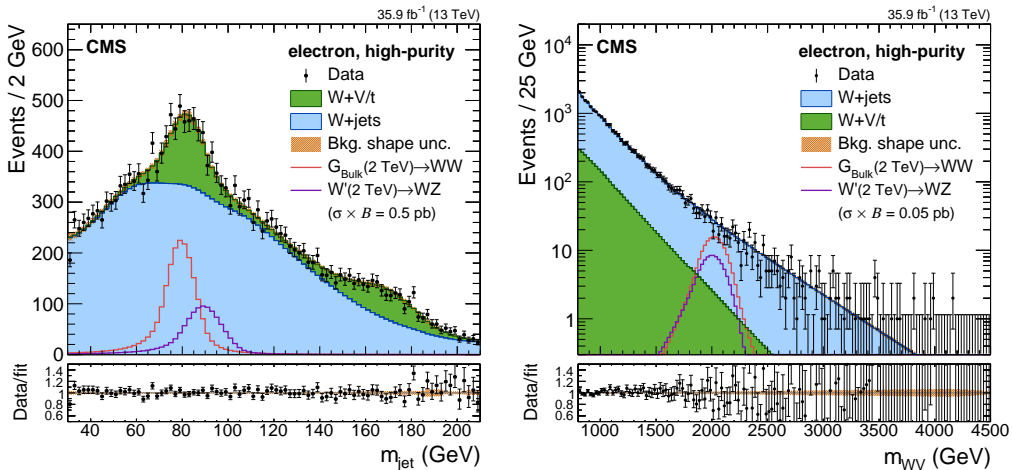 35.9 fb⁻¹ (13 TeV)
CMS
electron, high-purity
Data
W+V/t
W+jets
Bkg. shape unc.
G_Bulk(2 TeV)→WW
W'(2 TeV)→WZ
(σ × B = 0.5 pb)
Events / 2 GeV
600
500
400
300
200
100
0
Data/fit
1.4
1.2
1
0.8
0.6
40 60 80 100 120 140 160 180 200
m_jet (GeV)
35.9 fb⁻¹ (13 TeV)
CMS
electron, high-purity
Data
W+jets
W+V/t
Bkg. shape unc.
G_Bulk(2 TeV)→WW
W'(2 TeV)→WZ
(σ × B = 0.05 pb)
Events / 25 GeV
10⁴
10³
10²
10
1
Data/fit
1.4
1.2
1
0.8
0.6
1000 1500 2000 2500 3000 3500 4000 4500
m_WV (GeV)